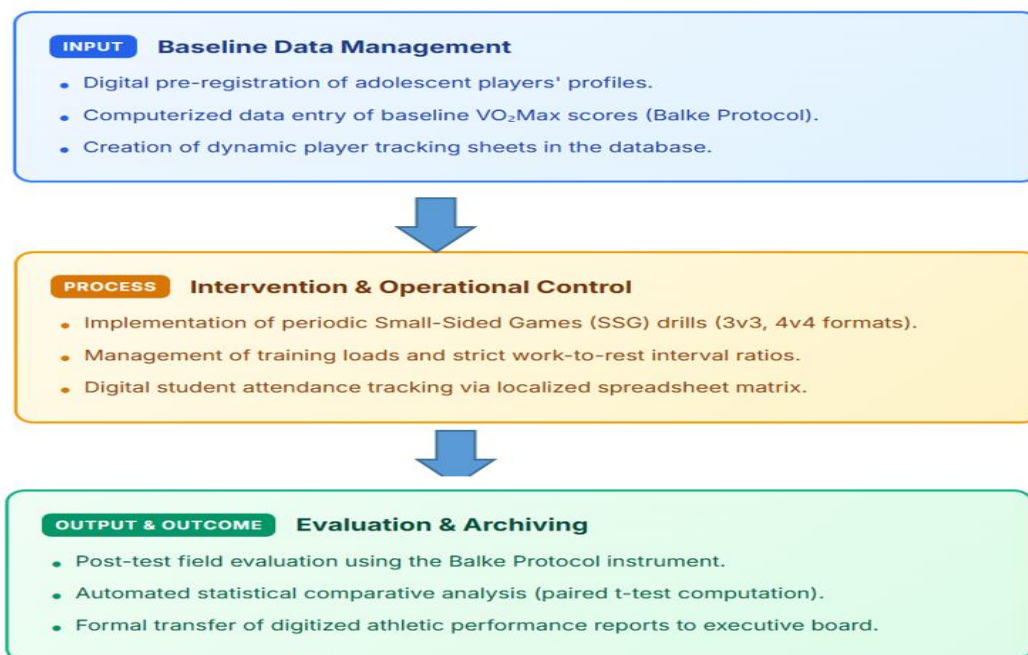 INPUT Baseline Data Management
• Digital pre-registration of adolescent players' profiles.
• Computerized data entry of baseline VO₂Max scores (Balke Protocol).
• Creation of dynamic player tracking sheets in the database.
PROCESS Intervention & Operational Control
• Implementation of periodic Small-Sided Games (SSG) drills (3v3, 4v4 formats).
• Management of training loads and strict work-to-rest interval ratios.
• Digital student attendance tracking via localized spreadsheet matrix.
OUTPUT & OUTCOME Evaluation & Archiving
• Post-test field evaluation using the Balke Protocol instrument.
• Automated statistical comparative analysis (paired t-test computation).
• Formal transfer of digitized athletic performance reports to executive board.